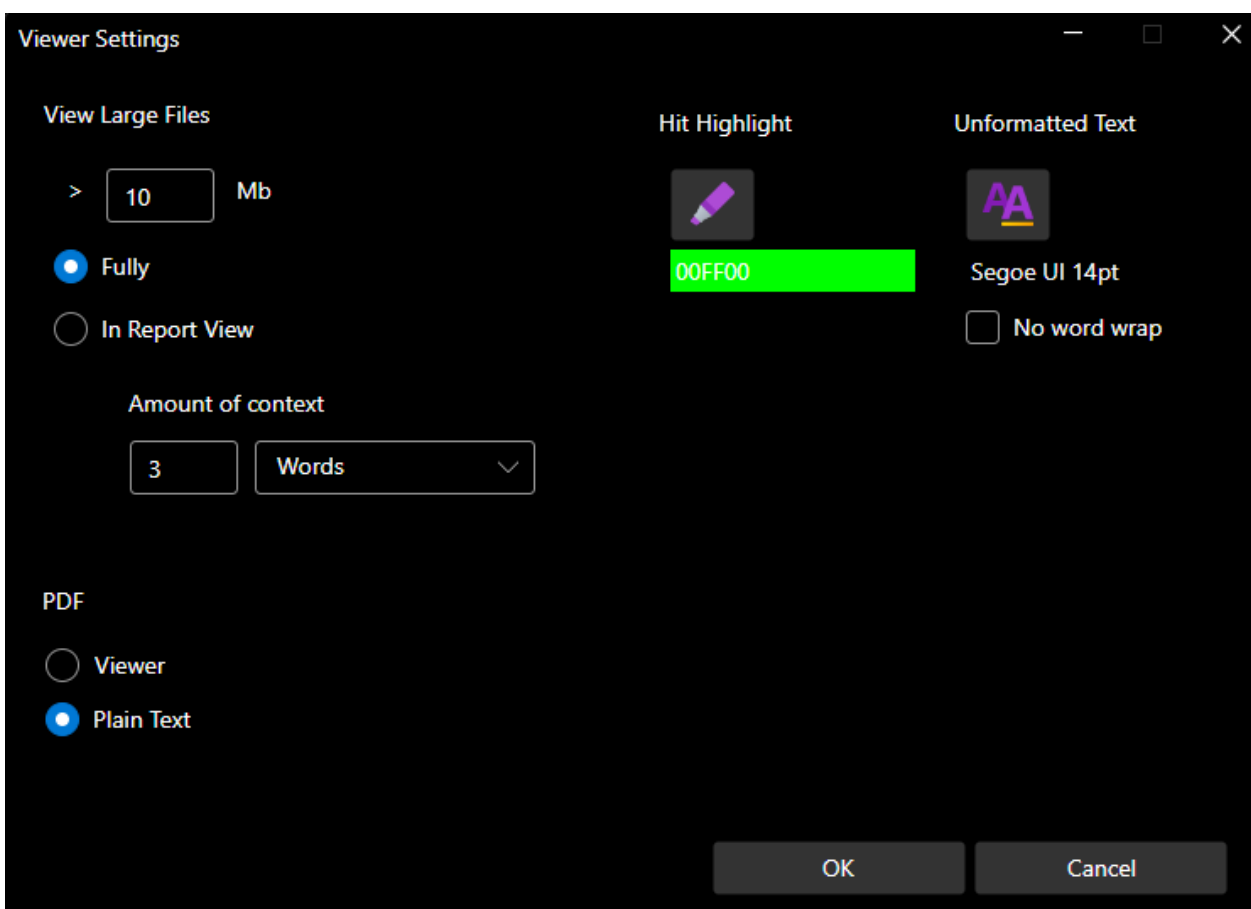 Viewer Settings
View Large Files
> 10 Mb
Fully
In Report View
Amount of context
3 Words
PDF
Viewer
Plain Text
Hit Highlight
00FF00
Unformatted Text
AA
Segoe UI 14pt
No word wrap
OK
Cancel